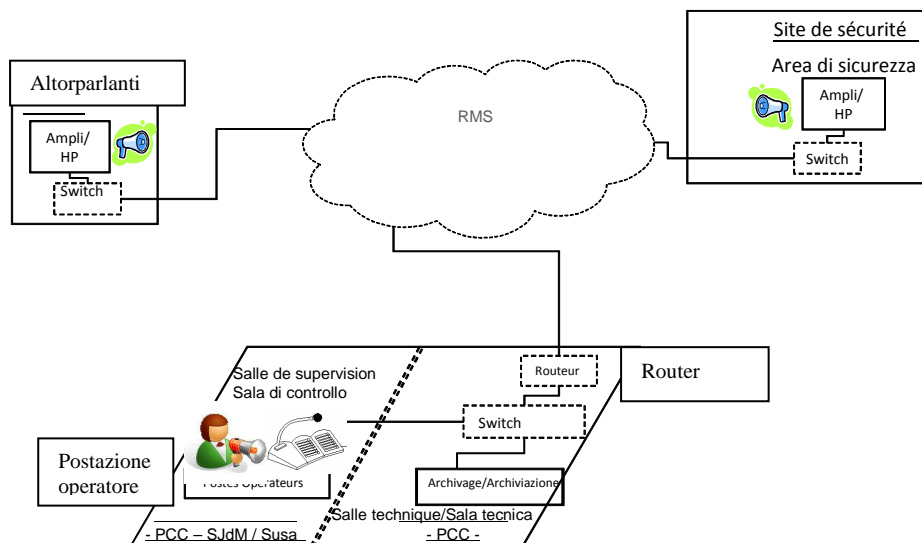 Site de sécurité
Area di sicurezza
Ampli/
HP
Switch
Altorparlanti
Ampli/
HP
Switch
RMS
Salle de supervision
Sala di controllo
Routeur
Router
Switch
Postazione
operatore
Postes Opérateurs
Archivage/Archiviazione
Salle technique/Sala tecnica
- PCC – SJdM / Susa
- PCC -